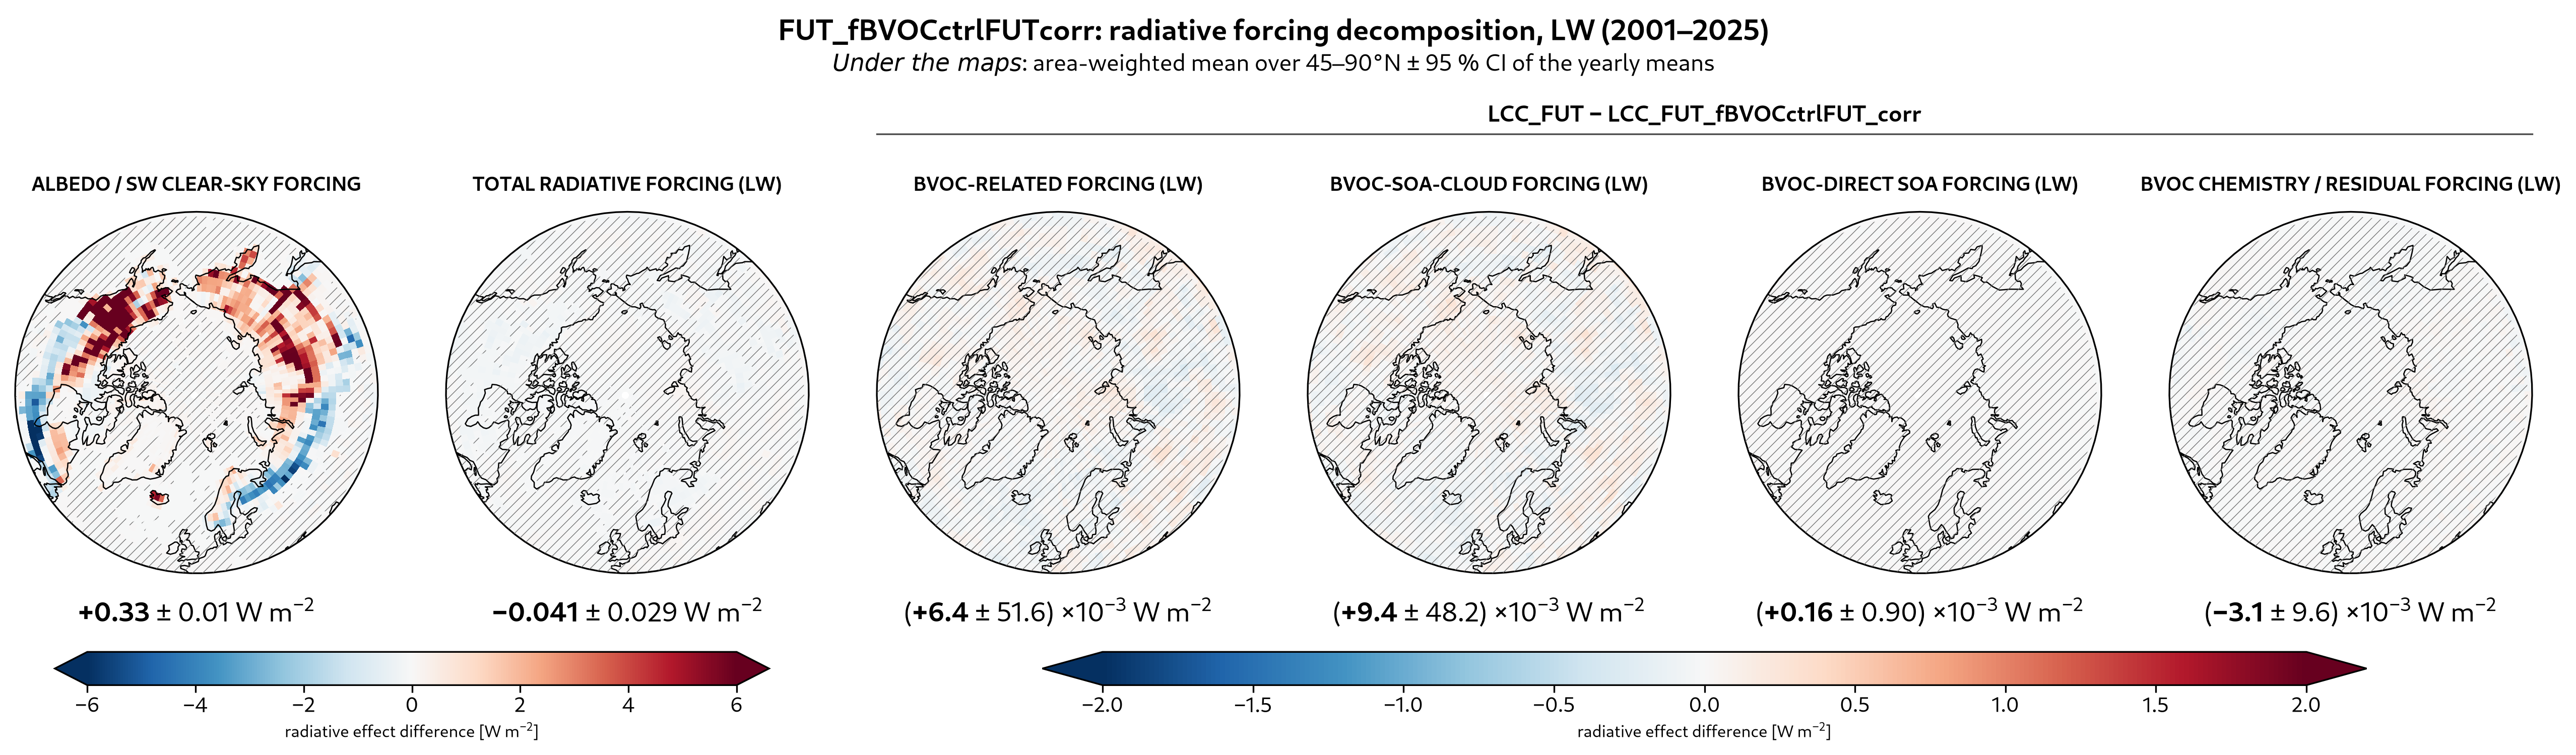 FUT_fBVOCctrlFUTcorr: radiative forcing decomposition, LW (2001–2025)
Under the maps: area-weighted mean over 45–90°N ± 95 % CI of the yearly means
LCC_FUT − LCC_FUT_fBVOCctrlFUT_corr
ALBEDO / SW CLEAR-SKY FORCING
TOTAL RADIATIVE FORCING (LW)
BVOC-RELATED FORCING (LW)
BVOC-SOA-CLOUD FORCING (LW)
BVOC-DIRECT SOA FORCING (LW)
BVOC CHEMISTRY / RESIDUAL FORCING (LW)
+0.33 ± 0.01 W m⁻²
−0.041 ± 0.029 W m⁻²
(+6.4 ± 51.6) ×10⁻³ W m⁻²
(+9.4 ± 48.2) ×10⁻³ W m⁻²
(+0.16 ± 0.90) ×10⁻³ W m⁻²
(−3.1 ± 9.6) ×10⁻³ W m⁻²
−6 −4 −2 0 2 4 6
radiative effect difference [W m⁻²]
−2.0 −1.5 −1.0 −0.5 0.0 0.5 1.0 1.5 2.0
radiative effect difference [W m⁻²]